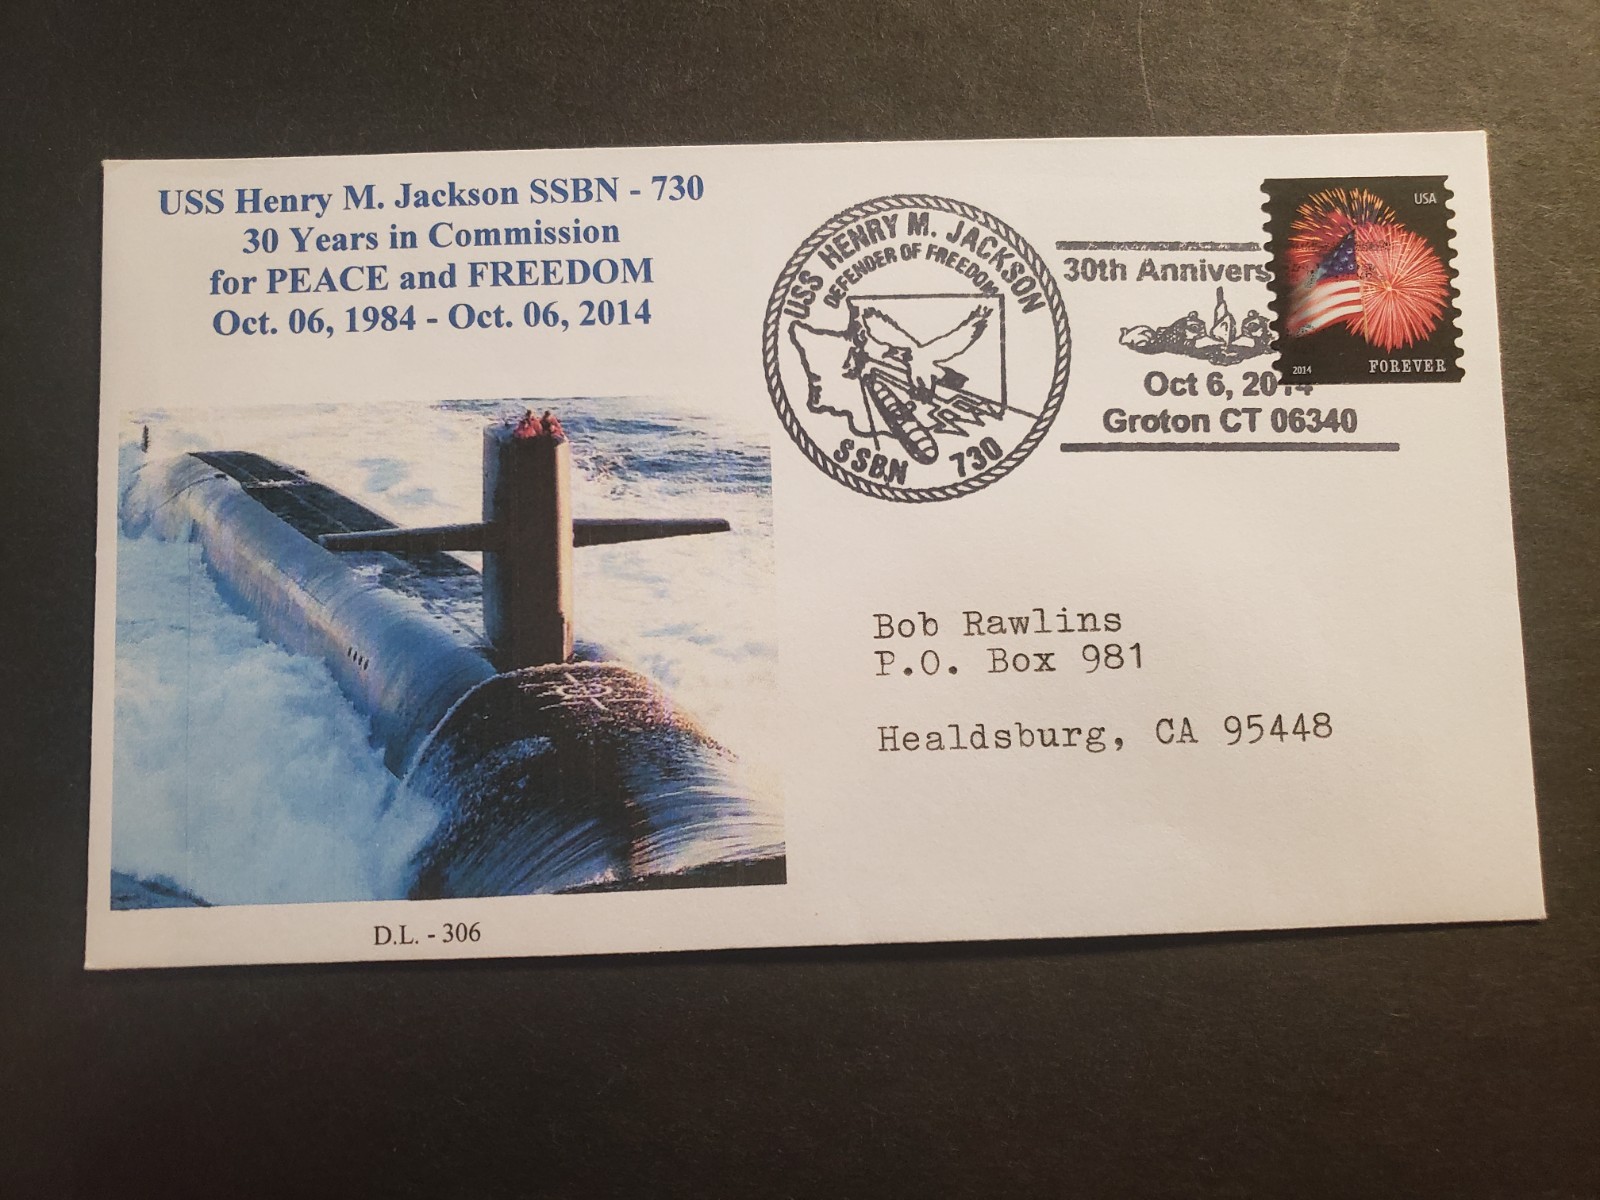 USS Henry M. Jackson SSBN - 730
30 Years in Commission
for PEACE and FREEDOM
Oct. 06, 1984 - Oct. 06, 2014
USS HENRY M. JACKSON
DEFENDER OF FREEDOM
SSBN 730
30th Annivers
Oct 6, 2014
Groton CT 06340
USA
2014 FOREVER
Bob Rawlins
P.O. Box 981
Healdsburg, CA 95448
D.L. - 306